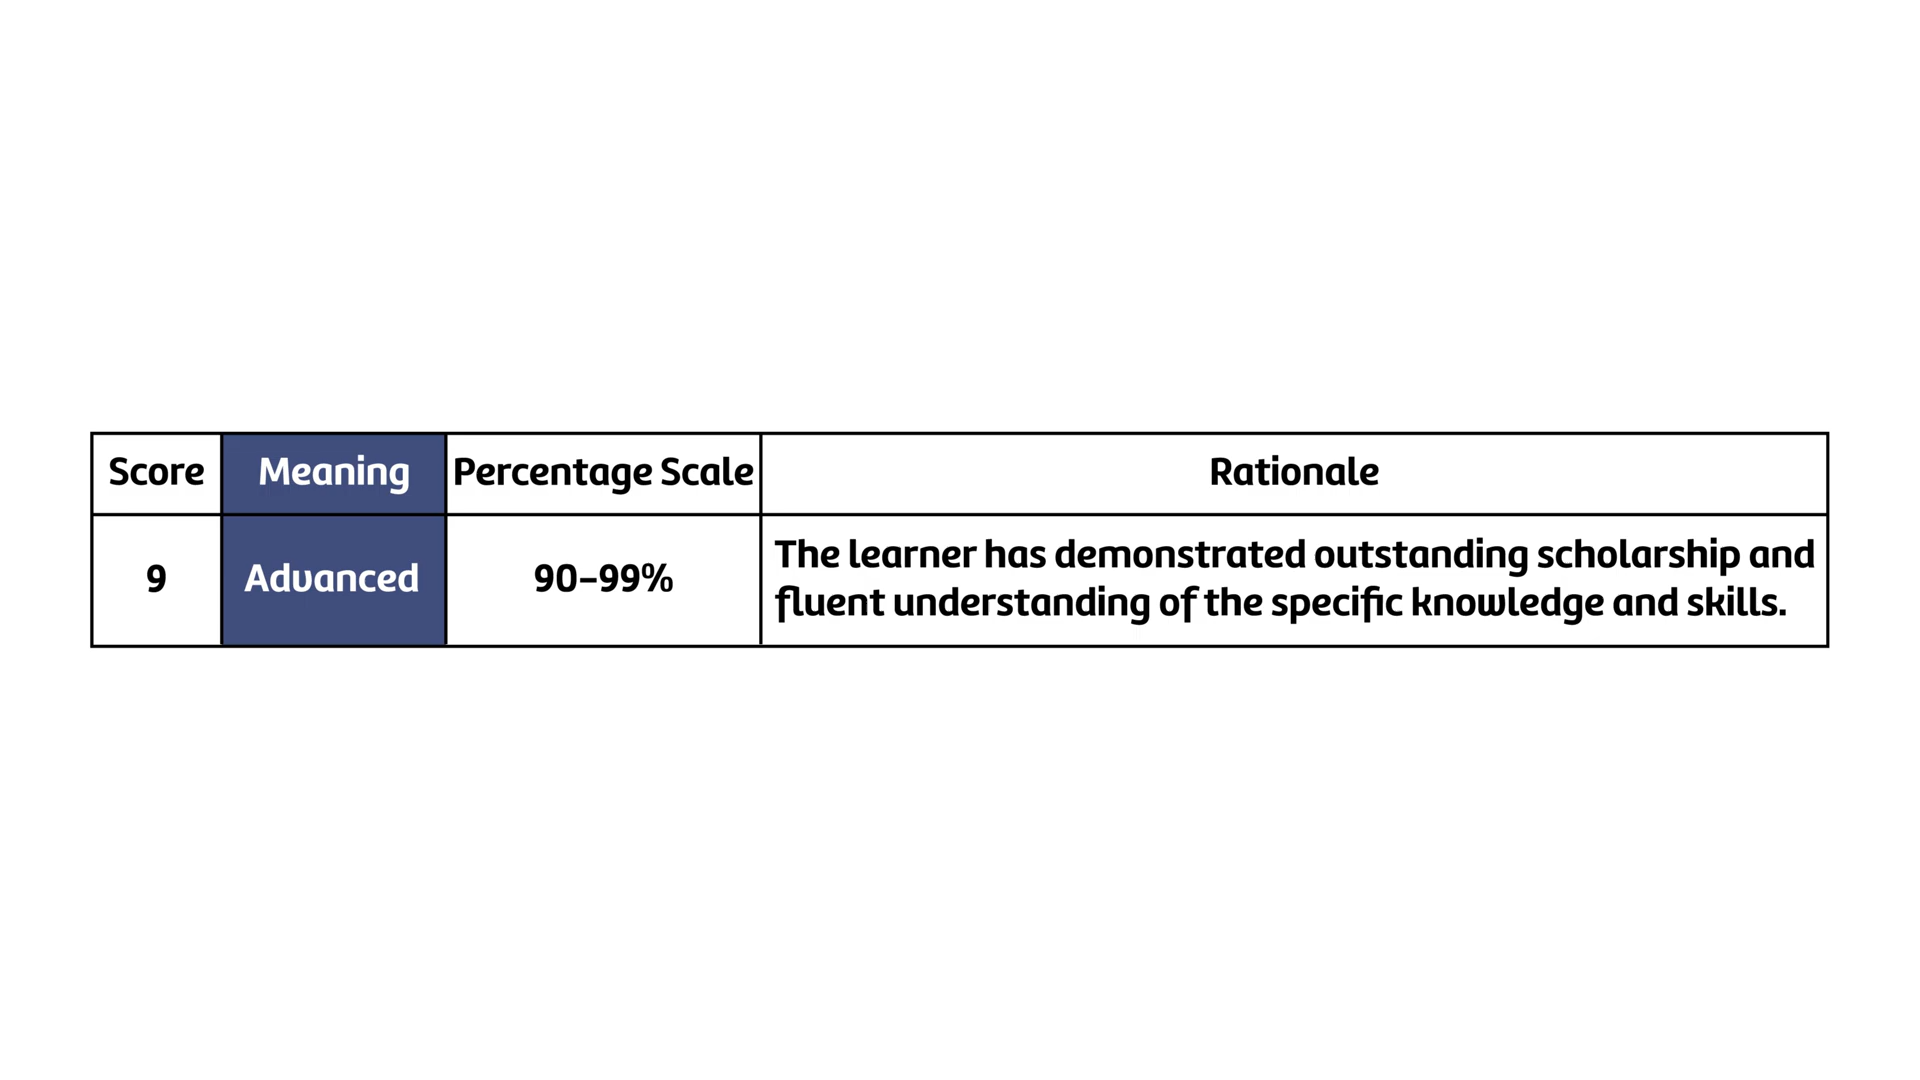 Score Meaning Percentage Scale Rationale
9 Advanced 90–99% The learner has demonstrated outstanding scholarship and
fluent understanding of the specific knowledge and skills.